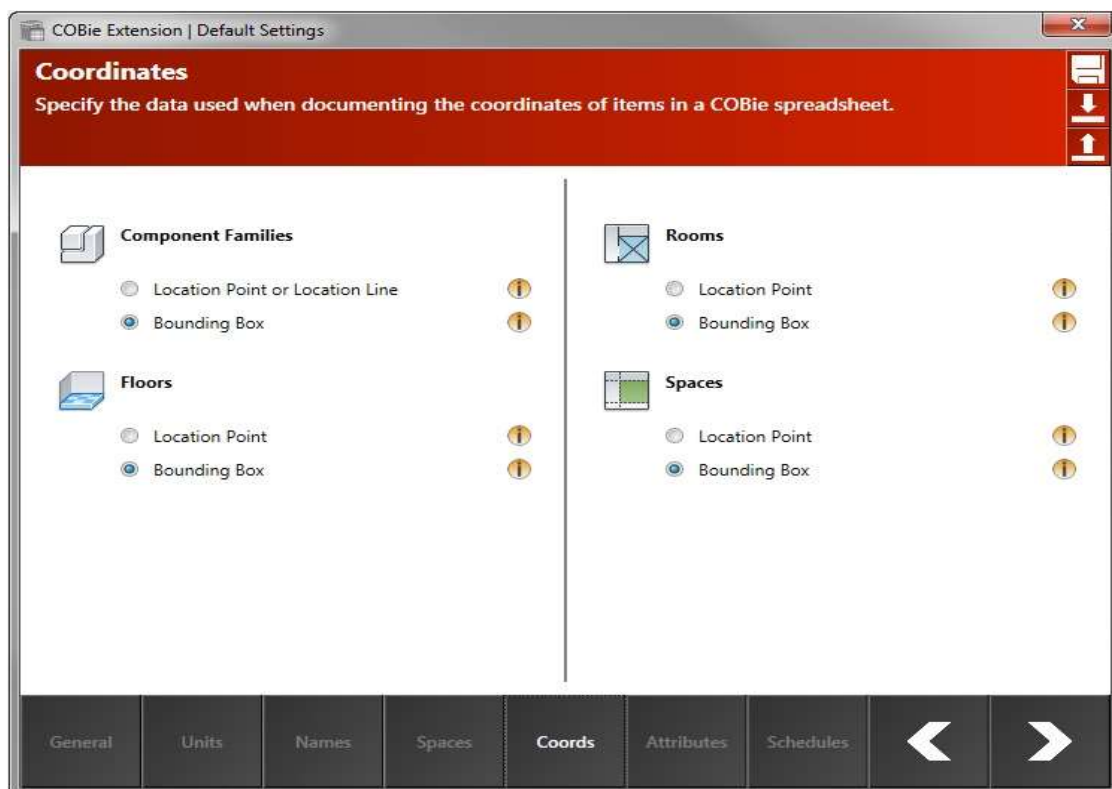 COBie Extension | Default Settings
Coordinates
Specify the data used when documenting the coordinates of items in a COBie spreadsheet.
Component Families
Location Point or Location Line
Bounding Box
Floors
Location Point
Bounding Box
Rooms
Location Point
Bounding Box
Spaces
Location Point
Bounding Box
General Units Names Spaces Coords Attributes Schedules